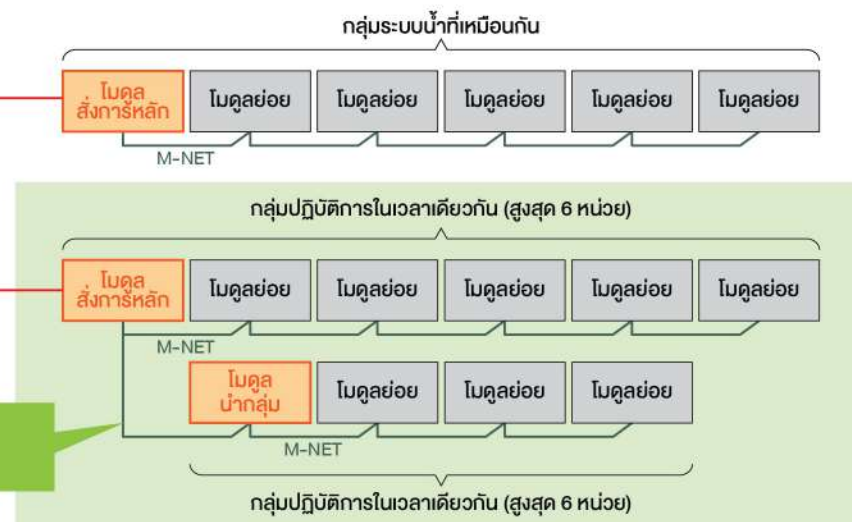 กลุ่มระบบน้ำที่เหมือนกัน
โมดูล
สั่งการหลัก
โมดูลย่อย
โมดูลย่อย
โมดูลย่อย
โมดูลย่อย
โมดูลย่อย
M-NET
กลุ่มปฏิบัติการในเวลาเดียวกัน (สูงสุด 6 หน่วย)
โมดูล
สั่งการหลัก
โมดูลย่อย
โมดูลย่อย
โมดูลย่อย
โมดูลย่อย
โมดูลย่อย
M-NET
โมดูล
นำกลุ่ม
โมดูลย่อย
โมดูลย่อย
โมดูลย่อย
M-NET
กลุ่มปฏิบัติการในเวลาเดียวกัน (สูงสุด 6 หน่วย)